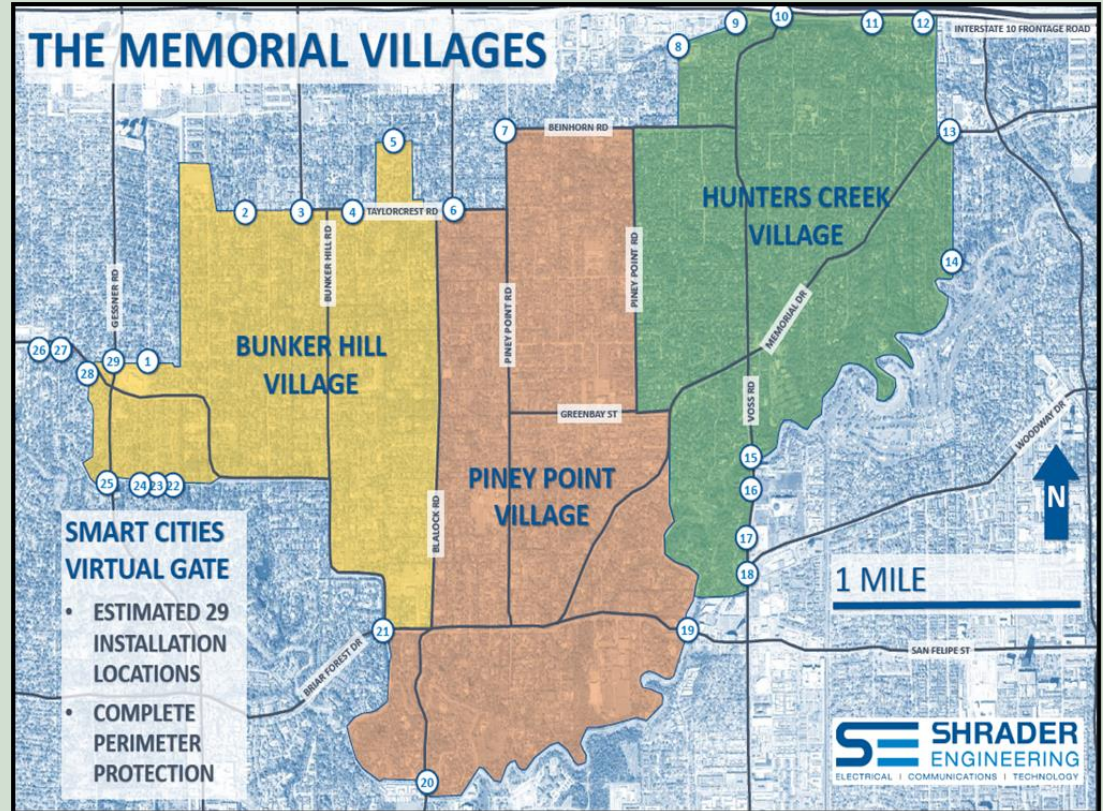 THE MEMORIAL VILLAGES
INTERSTATE 10 FRONTAGE ROAD
9
10
11
12
8
5
7
BEINHORN RD
13
2
3
4
TAYLORCREST RD
6
HUNTERS CREEK
VILLAGE
GESSNER RD
BUNKER HILL RD
PINEY POINT RD
PINEY POINT RD
MEMORIAL DR
14
26
27
28
29
1
BUNKER HILL
VILLAGE
GREENBAY ST
VOSS RD
WOODWAY DR
PINEY POINT
VILLAGE
BLALOCK RD
15
16
17
18
25
24
23
22
N
SMART CITIES
VIRTUAL GATE
• ESTIMATED 29
INSTALLATION
LOCATIONS
• COMPLETE
PERIMETER
PROTECTION
1 MILE
21
19
BRIAR FOREST DR
SAN FELIPE ST
20
SE SHRADER
ENGINEERING
ELECTRICAL | COMMUNICATIONS | TECHNOLOGY